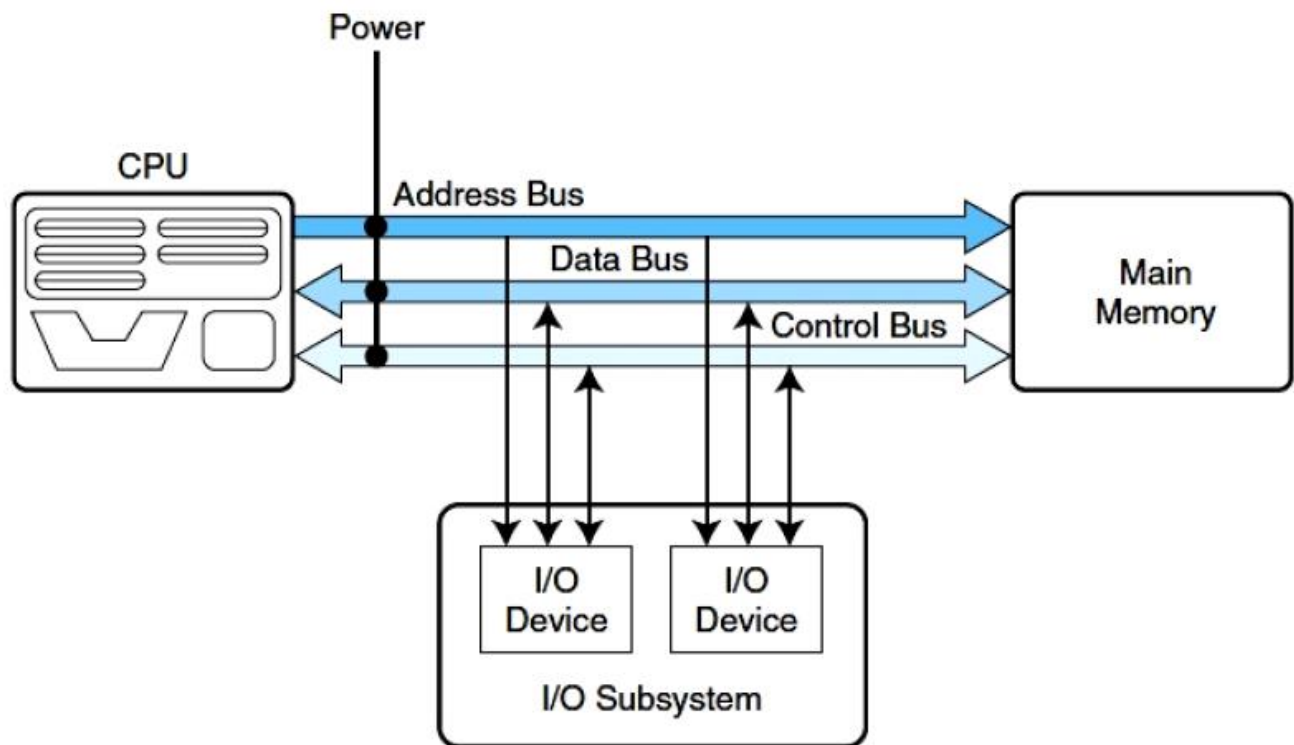 Power
CPU
Address Bus
Data Bus
Control Bus
Main
Memory
I/O
Device
I/O
Device
I/O Subsystem